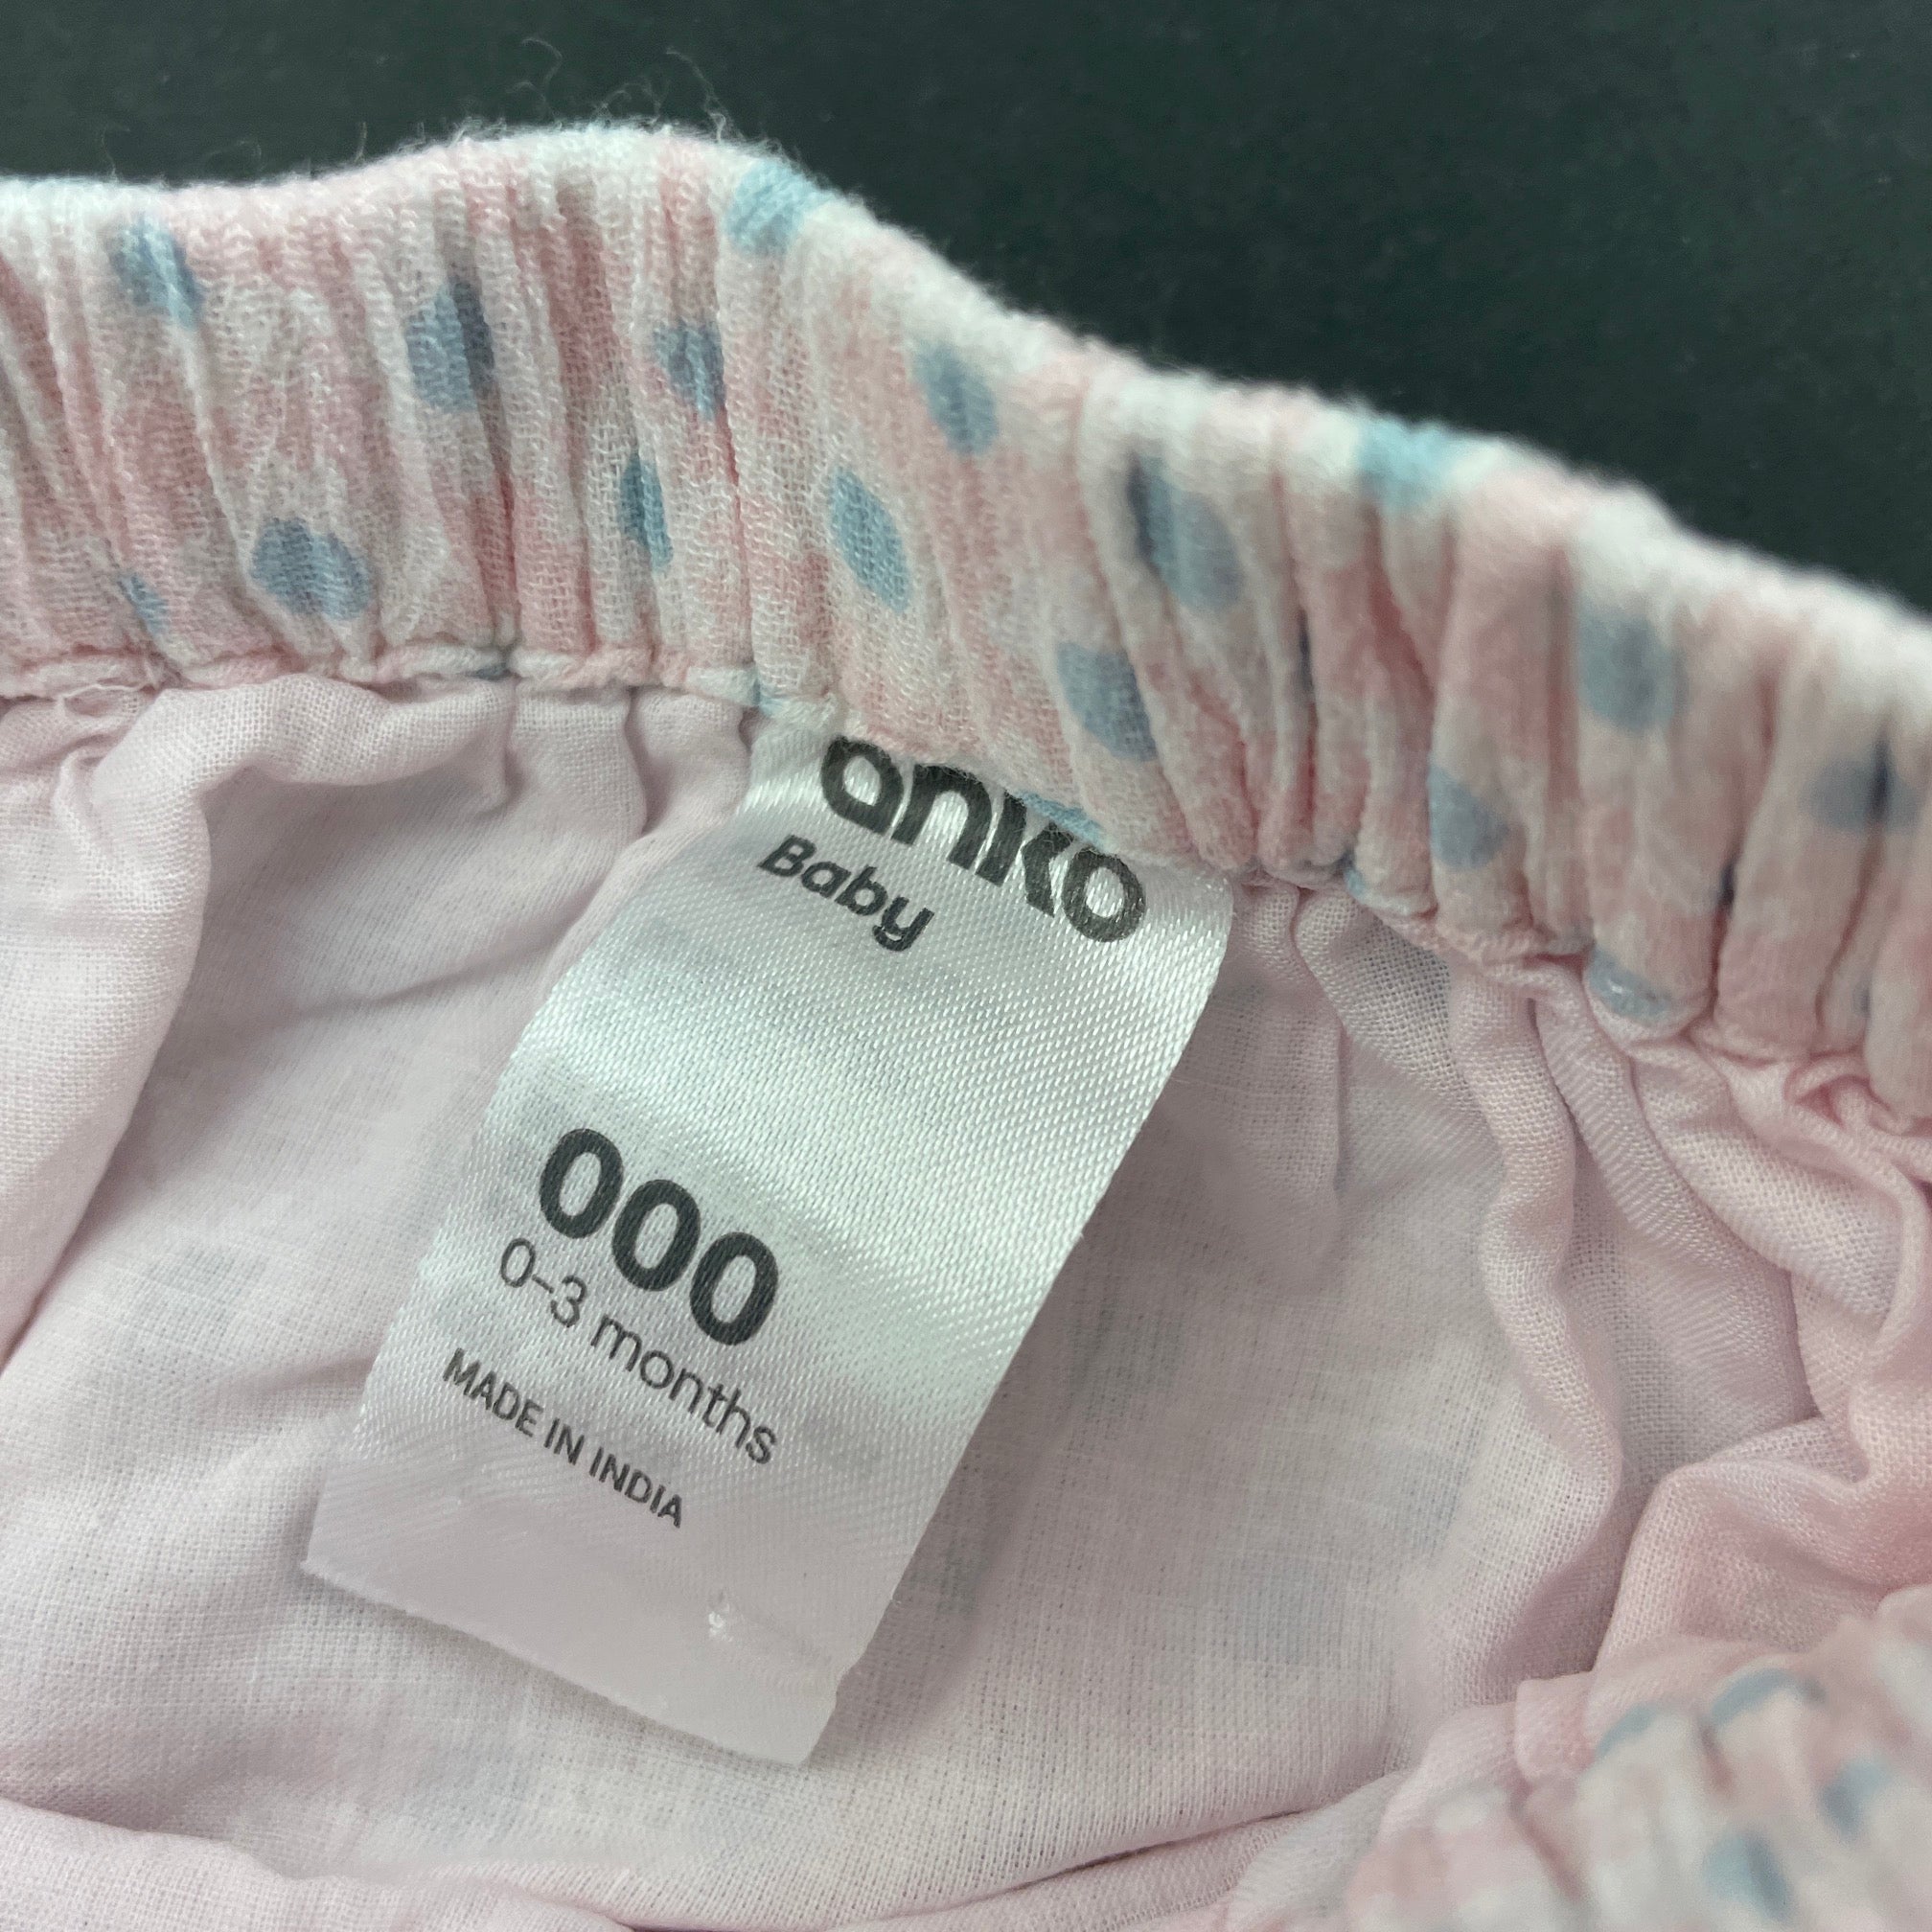 anko
Baby
000
0-3 months
MADE IN INDIA